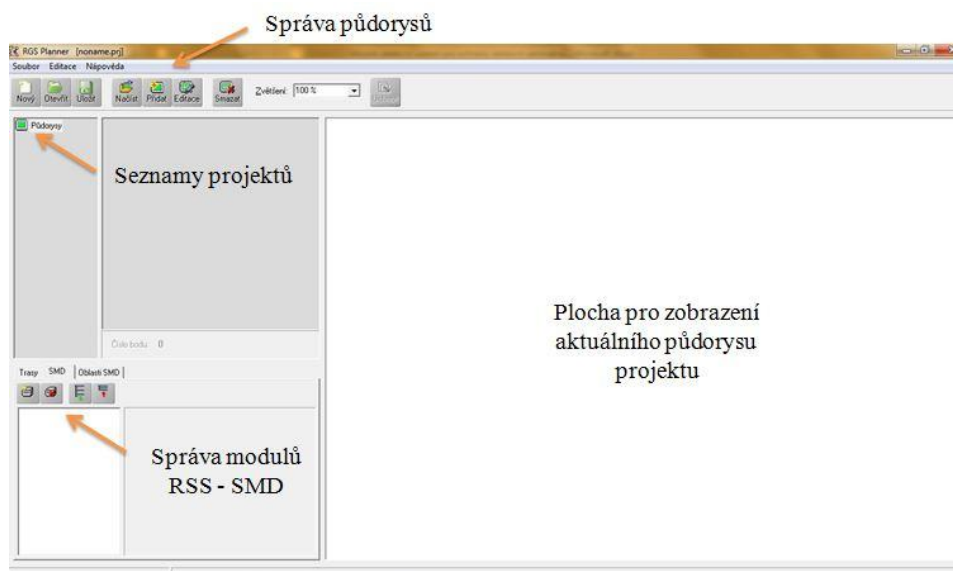 Správa půdorysů
RGS Planner [noname.prj]
Soubor Editace Nápověda
Nový Otevřít Uložit Načíst Přidat Editace Smazat Zvětšení: 100 %
Půdorysy
Seznamy projektů
Plocha pro zobrazení
aktuálního půdorysu
projektu
Číslo bodu: 0
Trasy SMD Oblasti SMD
Správa modulů
RSS - SMD